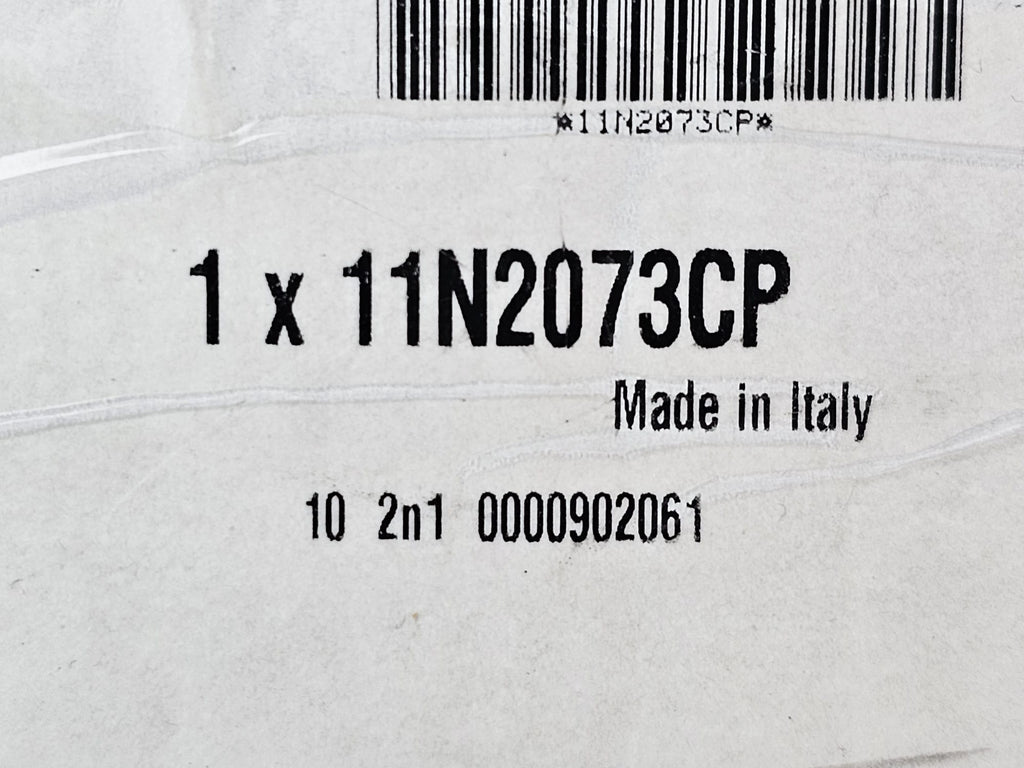 *11N2073CP*
1 x 11N2073CP
Made in Italy
10 2n1 0000902061